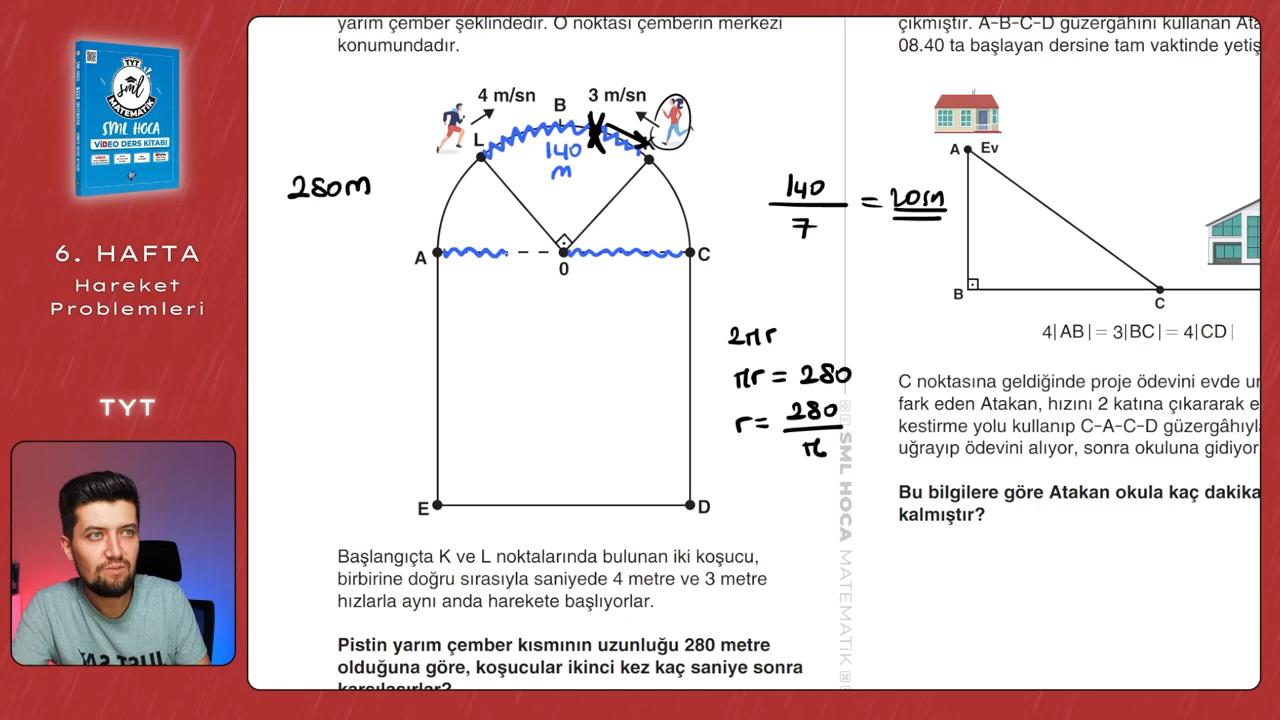 TYT
sml
MATEMATİK
SML HOCA
VİDEO DERS KİTABI
6. HAFTA
Hareket
Problemleri
TYT
yarım çember şeklindedir. O noktası çemberin merkezi
konumundadır.
4 m/sn
B
3 m/sn
L
K
140
m
280m
A
O
C
E
D
140
7
= 20sn
2πr
πr = 280
r = 280
π
Başlangıçta K ve L noktalarında bulunan iki koşucu,
birbirine doğru sırasıyla saniyede 4 metre ve 3 metre
hızlarla aynı anda harekete başlıyorlar.
Pistin yarım çember kısmının uzunluğu 280 metre
olduğuna göre, koşucular ikinci kez kaç saniye sonra
karşılaşırlar?
SML HOCA MATEMATİK
çıkmıştır. A-B-C-D güzergâhını kullanan Ata
08.40 ta başlayan dersine tam vaktinde yetiş
A
Ev
B
C
4|AB| = 3|BC| = 4|CD|
C noktasına geldiğinde proje ödevini evde u
fark eden Atakan, hızını 2 katına çıkararak e
kestirme yolu kullanıp C-A-C-D güzergâhıyl
uğrayıp ödevini alıyor, sonra okuluna gidiyor
Bu bilgilere göre Atakan okula kaç dakika
kalmıştır?